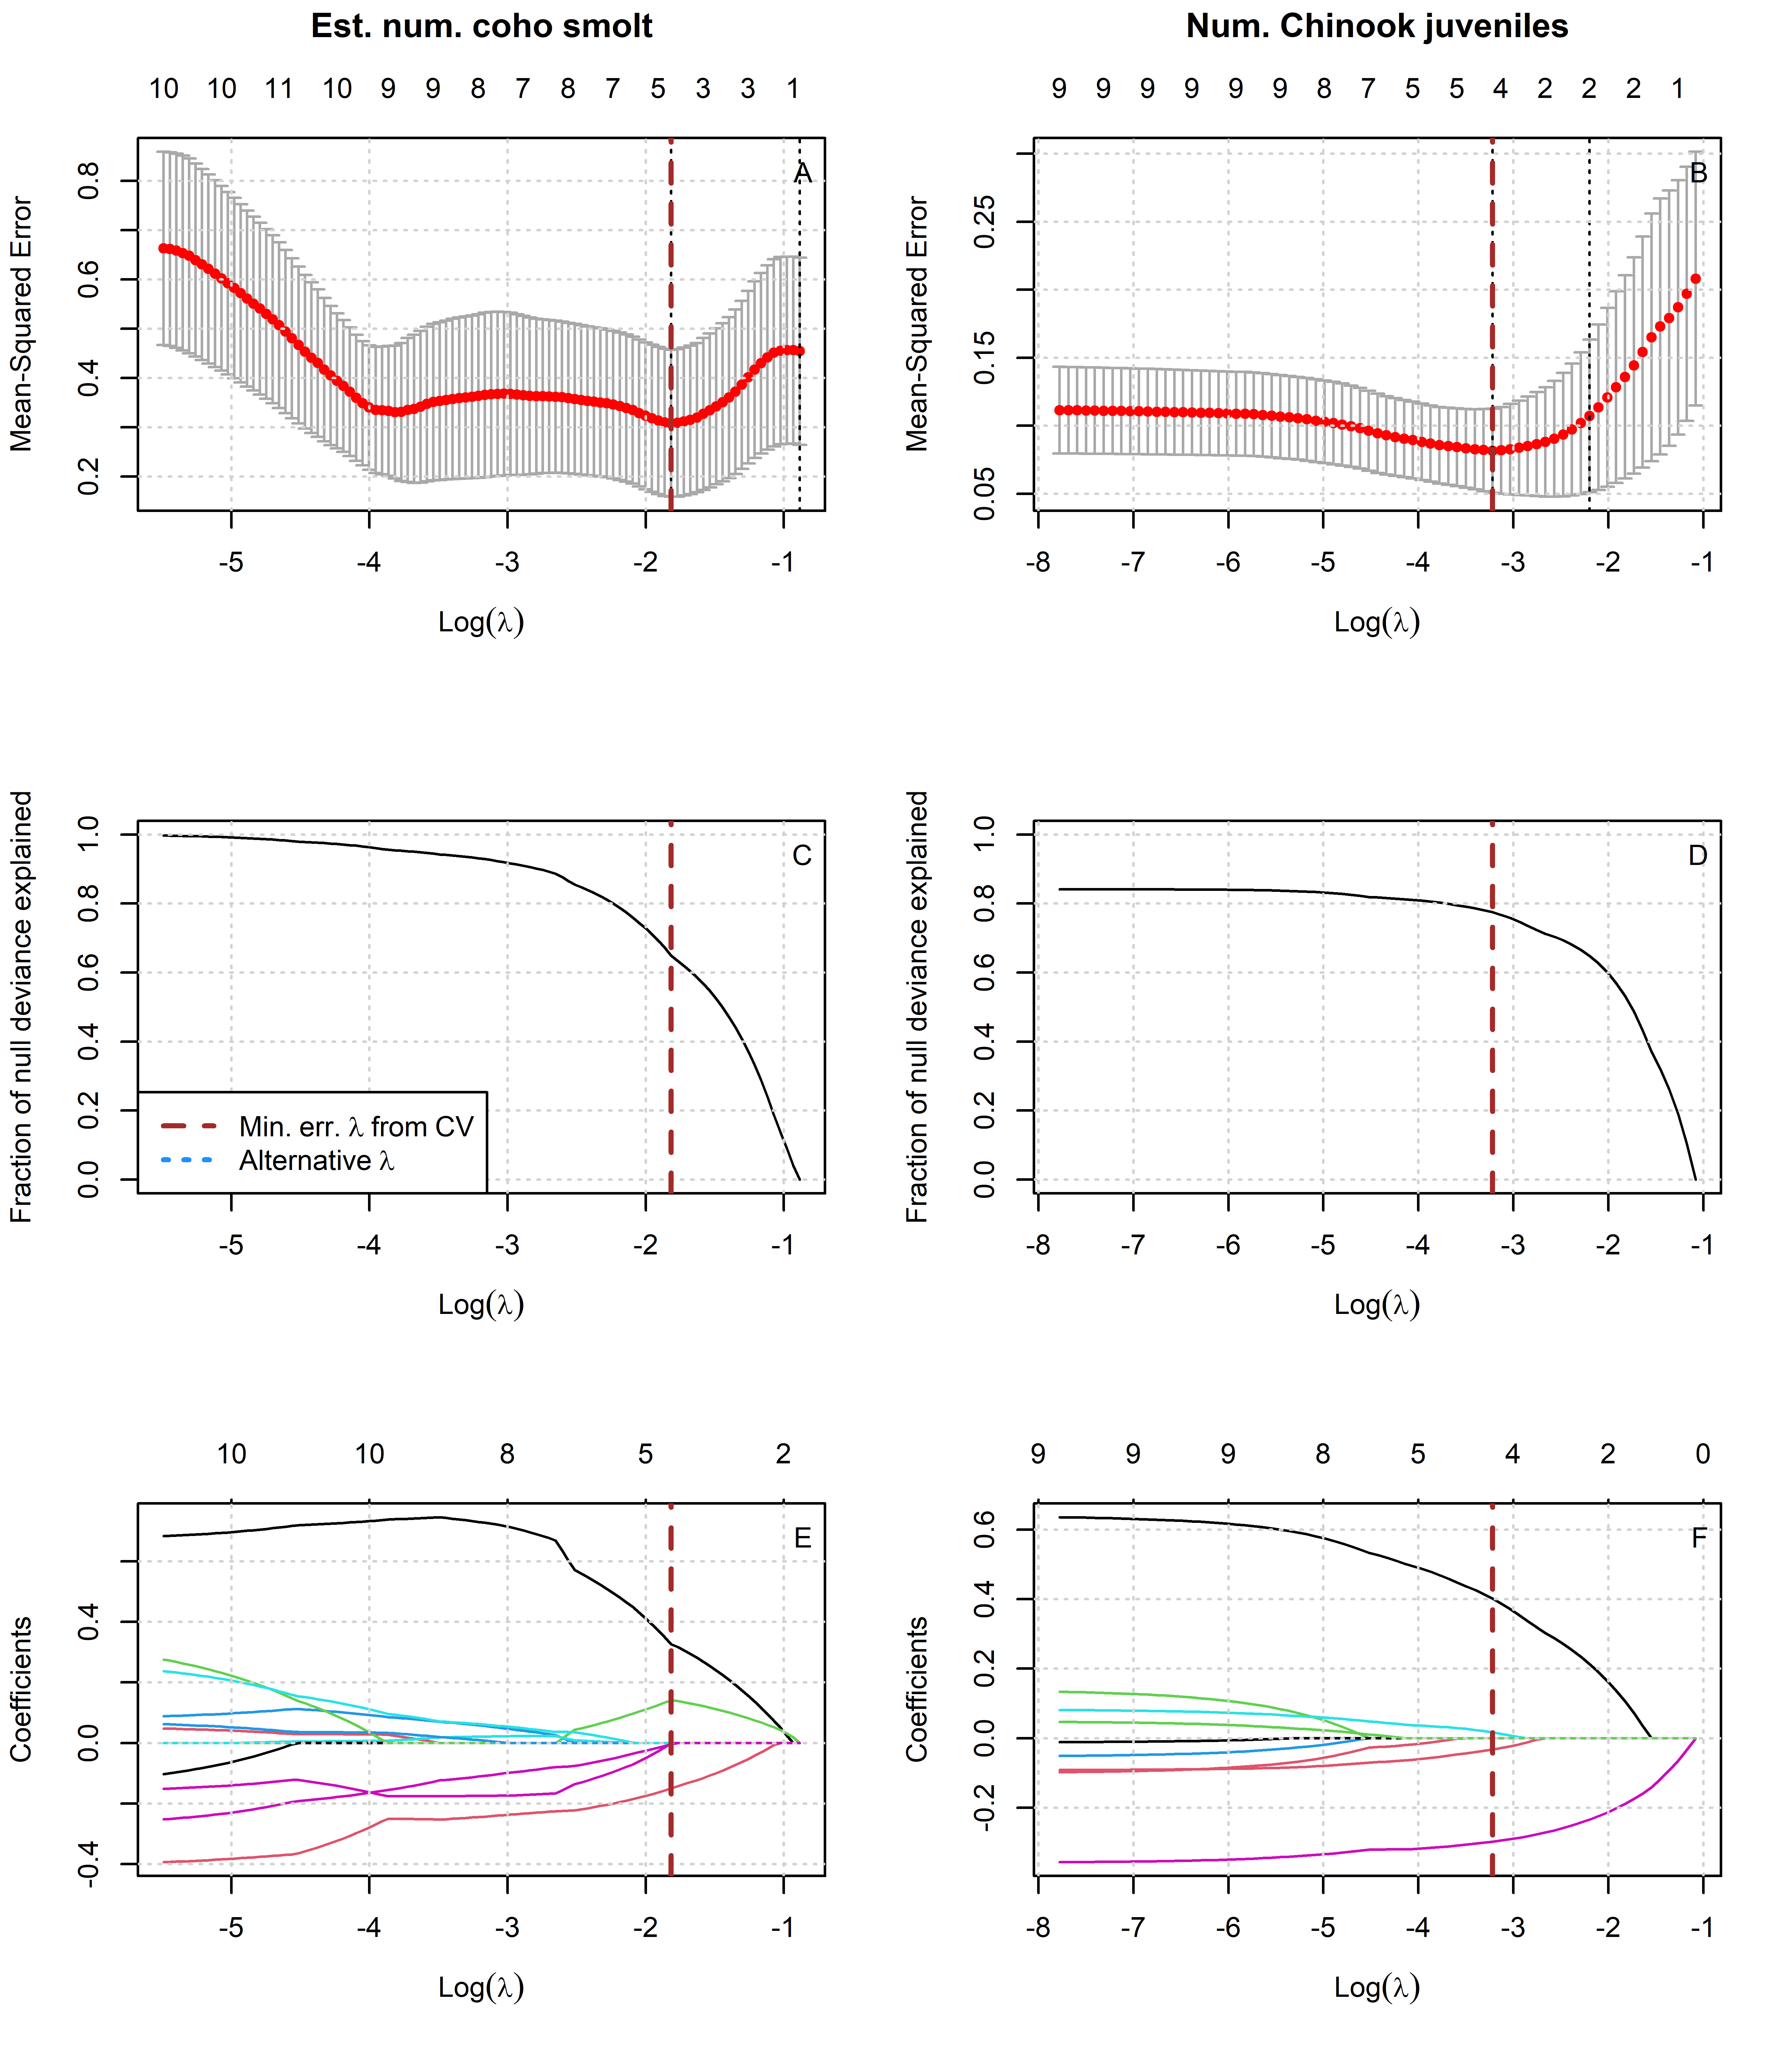 Est. num. coho smolt
10 10 11 10 9 9 8 7 8 7 5 3 3 1
Mean-Squared Error
0.2 0.4 0.6 0.8
A
-5 -4 -3 -2 -1
Log(λ)
Num. Chinook juveniles
9 9 9 9 9 9 8 7 5 5 4 2 2 2 1
Mean-Squared Error
0.05 0.15 0.25
B
-8 -7 -6 -5 -4 -3 -2 -1
Log(λ)
Fraction of null deviance explained
0.0 0.2 0.4 0.6 0.8 1.0
C
Min. err. λ from CV
Alternative λ
-5 -4 -3 -2 -1
Log(λ)
Fraction of null deviance explained
0.0 0.2 0.4 0.6 0.8 1.0
D
-8 -7 -6 -5 -4 -3 -2 -1
Log(λ)
10 10 8 5 2
Coefficients
-0.4 0.0 0.4
E
-5 -4 -3 -2 -1
Log(λ)
9 9 9 8 5 4 2 0
Coefficients
-0.2 0.0 0.2 0.4 0.6
F
-8 -7 -6 -5 -4 -3 -2 -1
Log(λ)